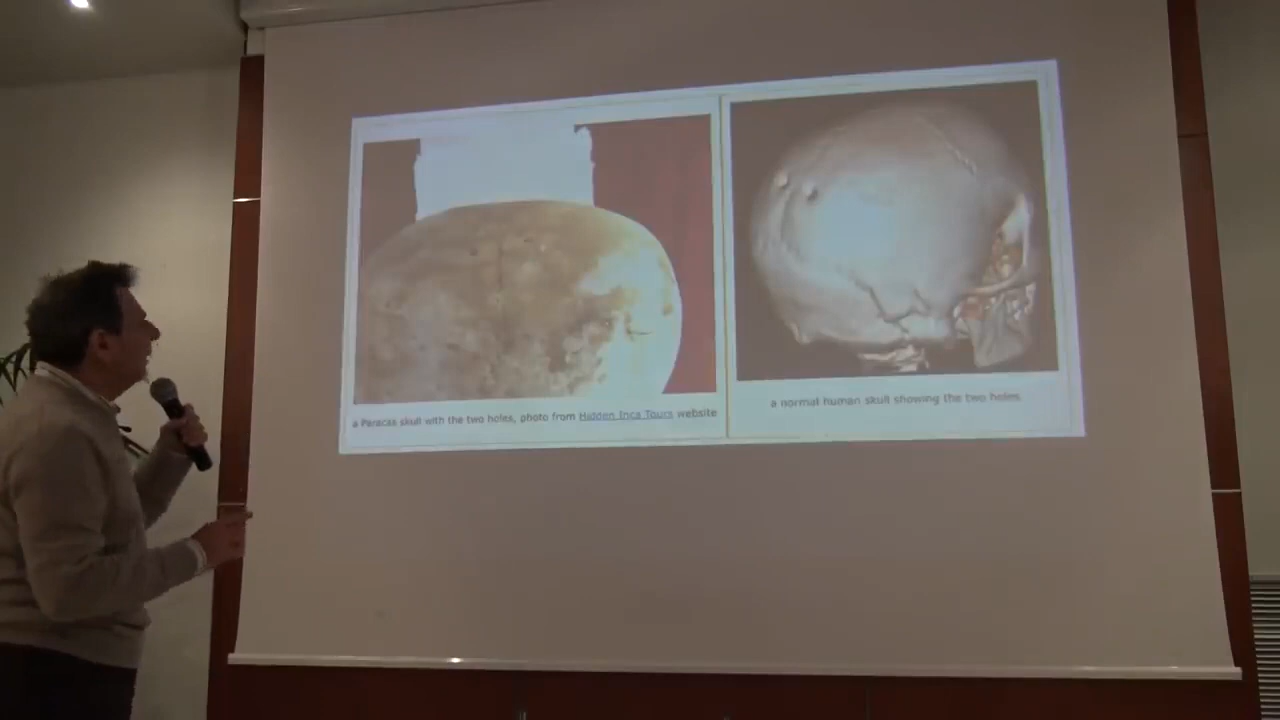 a Paracas skull with the two holes, photo from Hidden Inca Tours website
a normal human skull showing the two holes